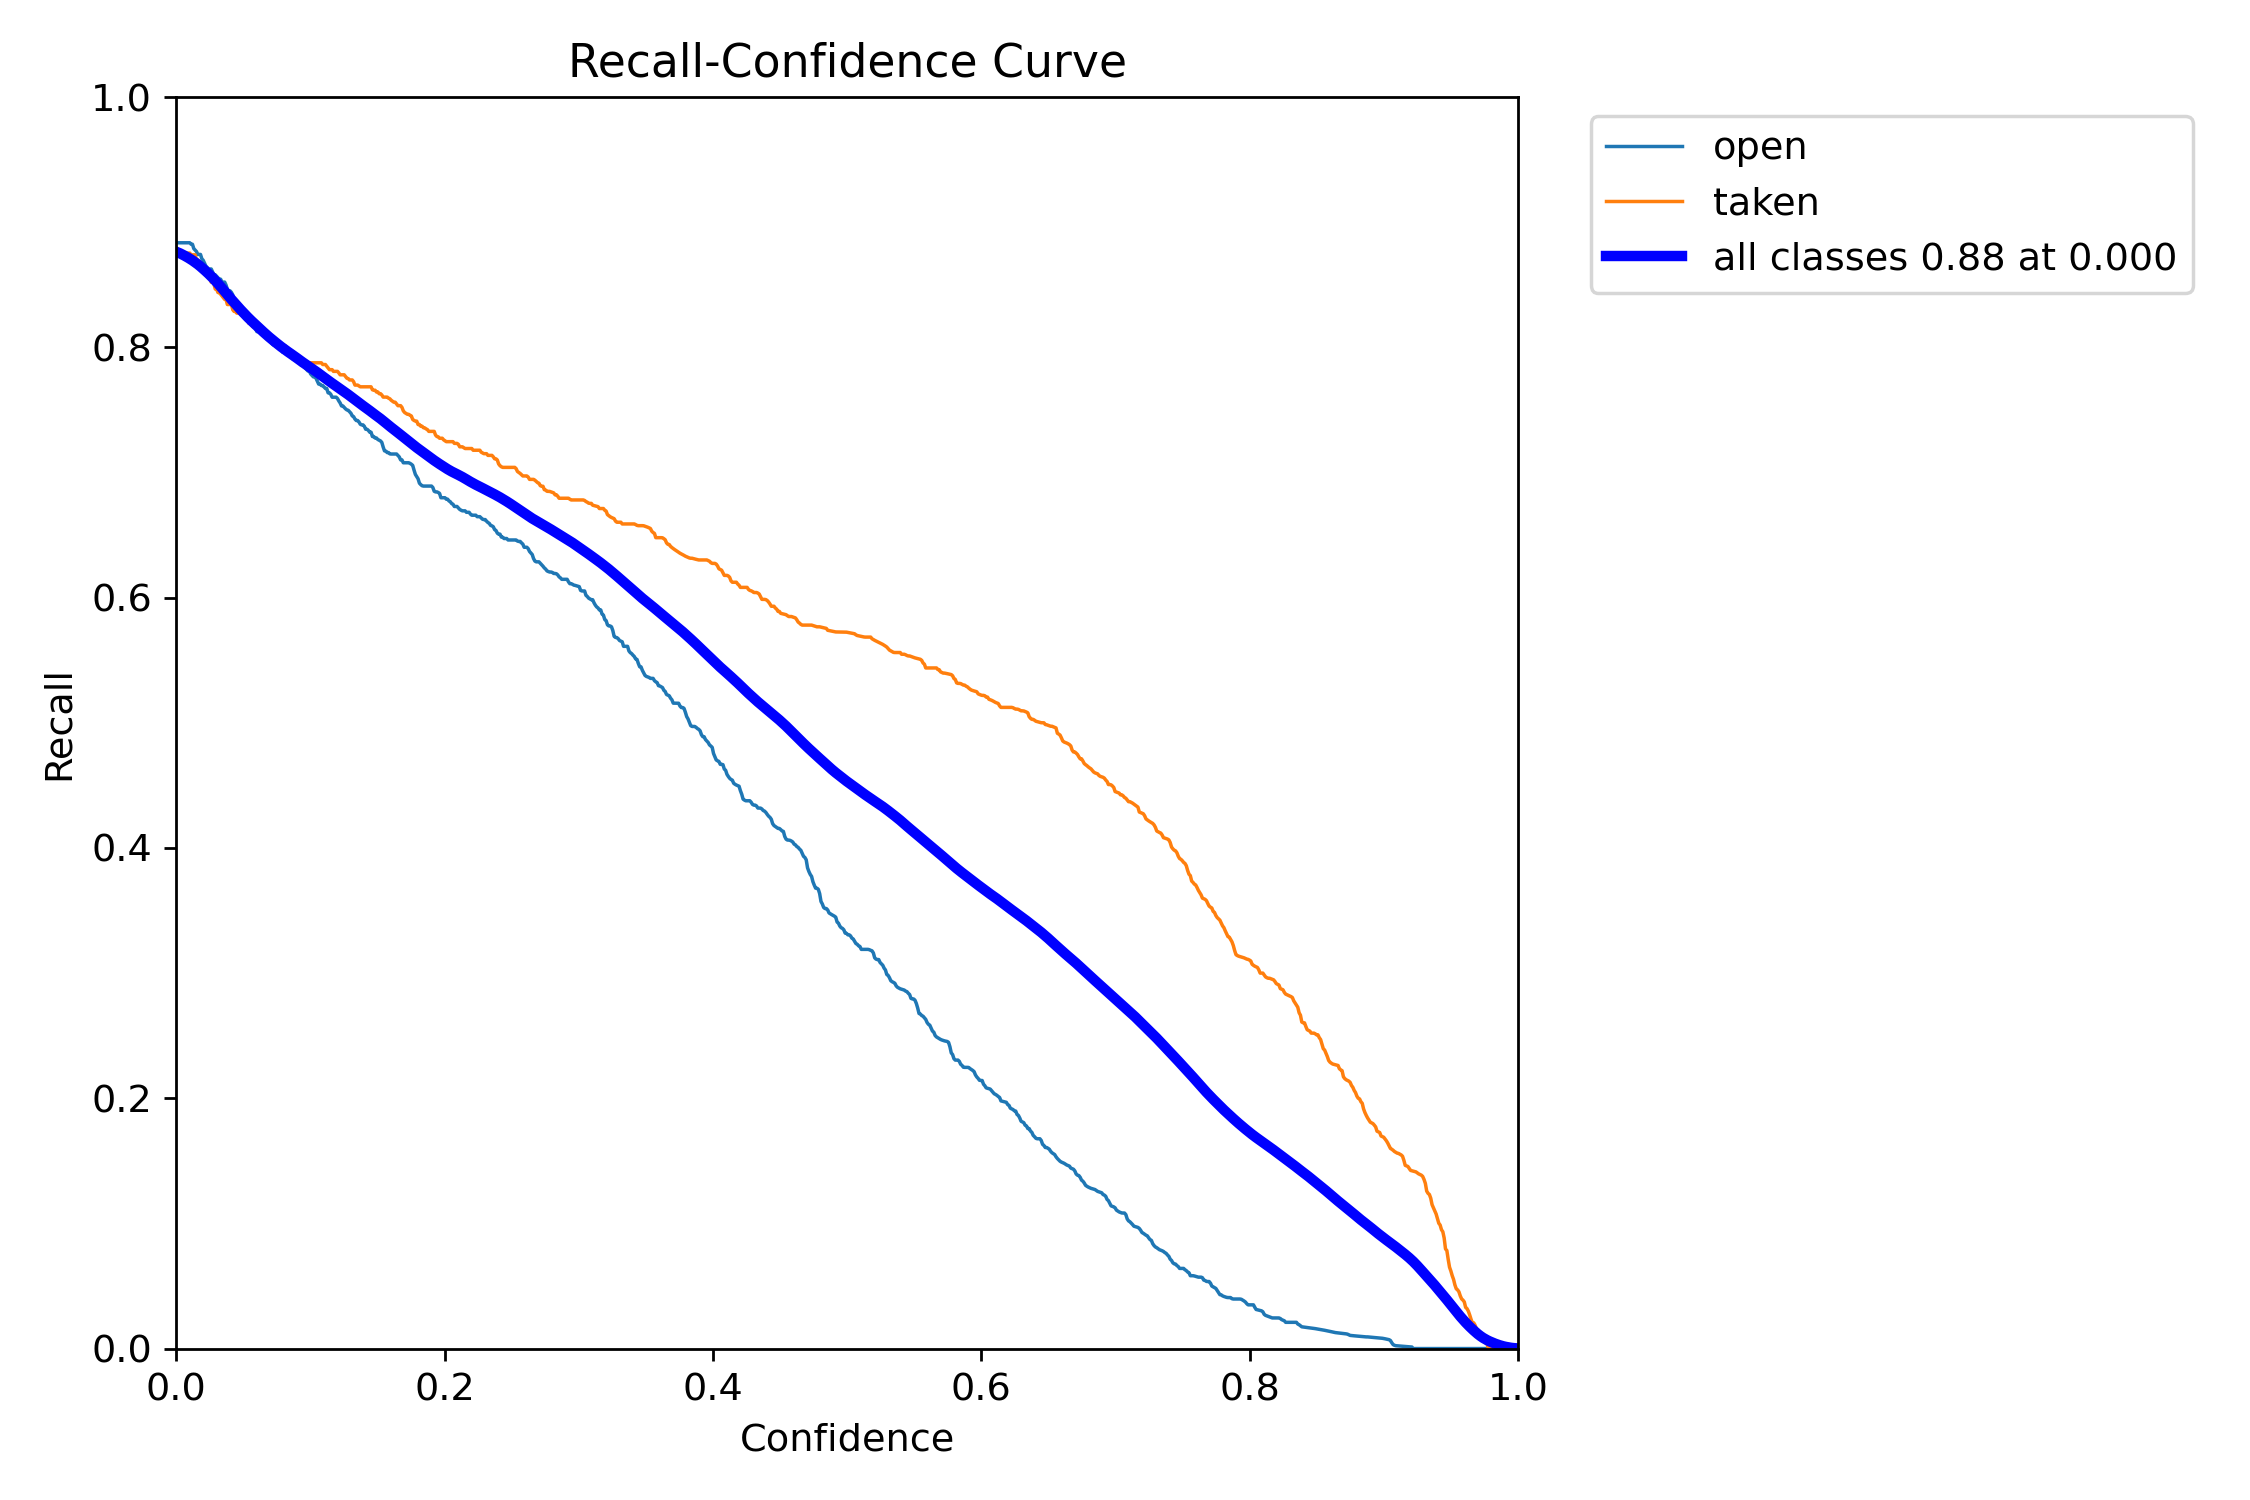 Recall-Confidence Curve
1.0
0.8
0.6
0.4
0.2
0.0
Recall
0.0 0.2 0.4 0.6 0.8 1.0
Confidence
open
taken
all classes 0.88 at 0.000